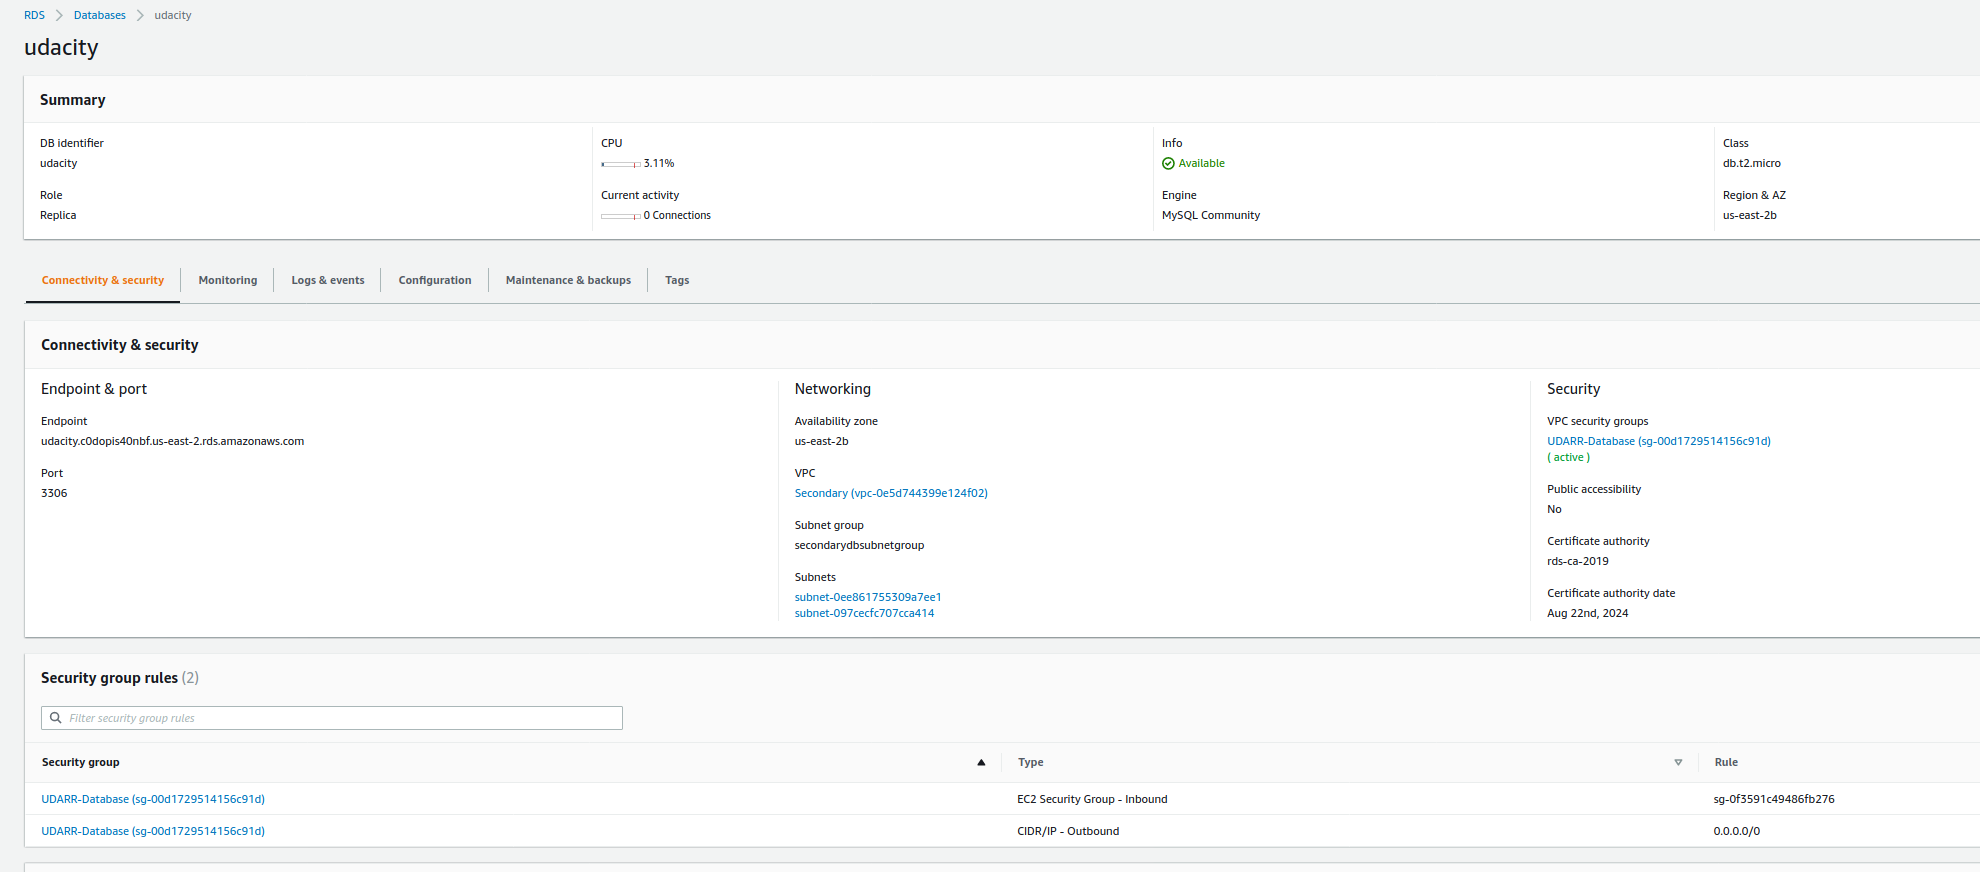 RDS > Databases > udacity
udacity
Summary
DB identifier
udacity
CPU
3.11%
Info
Available
Class
db.t2.micro
Role
Replica
Current activity
0 Connections
Engine
MySQL Community
Region & AZ
us-east-2b
Connectivity & security
Monitoring
Logs & events
Configuration
Maintenance & backups
Tags
Connectivity & security
Endpoint & port
Endpoint
udacity.c0dopis40nbf.us-east-2.rds.amazonaws.com
Port
3306
Networking
Availability zone
us-east-2b
VPC
Secondary (vpc-0e5d744399e124f02)
Subnet group
secondarydbsubnetgroup
Subnets
subnet-0ee861755309a7ee1
subnet-097cecfc707cca414
Security
VPC security groups
UDARR-Database (sg-00d1729514156c91d)
( active )
Public accessibility
No
Certificate authority
rds-ca-2019
Certificate authority date
Aug 22nd, 2024
Security group rules (2)
Filter security group rules
Security group
Type
Rule
UDARR-Database (sg-00d1729514156c91d)
EC2 Security Group - Inbound
sg-0f3591c49486fb276
UDARR-Database (sg-00d1729514156c91d)
CIDR/IP - Outbound
0.0.0.0/0